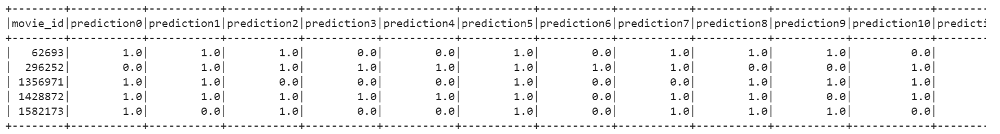 +--------+-----------+-----------+-----------+-----------+-----------+-----------+-----------+-----------+-----------+-----------+------------+-------
|movie_id|prediction0|prediction1|prediction2|prediction3|prediction4|prediction5|prediction6|prediction7|prediction8|prediction9|prediction10|predicti
+--------+-----------+-----------+-----------+-----------+-----------+-----------+-----------+-----------+-----------+-----------+------------+-------
|   62693|        1.0|        1.0|        1.0|        0.0|        0.0|        1.0|        0.0|        1.0|        1.0|        1.0|         0.0|
|  296252|        0.0|        1.0|        1.0|        1.0|        1.0|        1.0|        1.0|        1.0|        0.0|        0.0|         1.0|
| 1356971|        1.0|        1.0|        0.0|        0.0|        0.0|        1.0|        0.0|        0.0|        1.0|        1.0|         1.0|
| 1428872|        1.0|        1.0|        1.0|        1.0|        1.0|        1.0|        0.0|        1.0|        1.0|        0.0|         1.0|
| 1582173|        1.0|        0.0|        1.0|        0.0|        0.0|        1.0|        0.0|        1.0|        1.0|        1.0|         0.0|
+--------+-----------+-----------+-----------+-----------+-----------+-----------+-----------+-----------+-----------+-----------+------------+-------